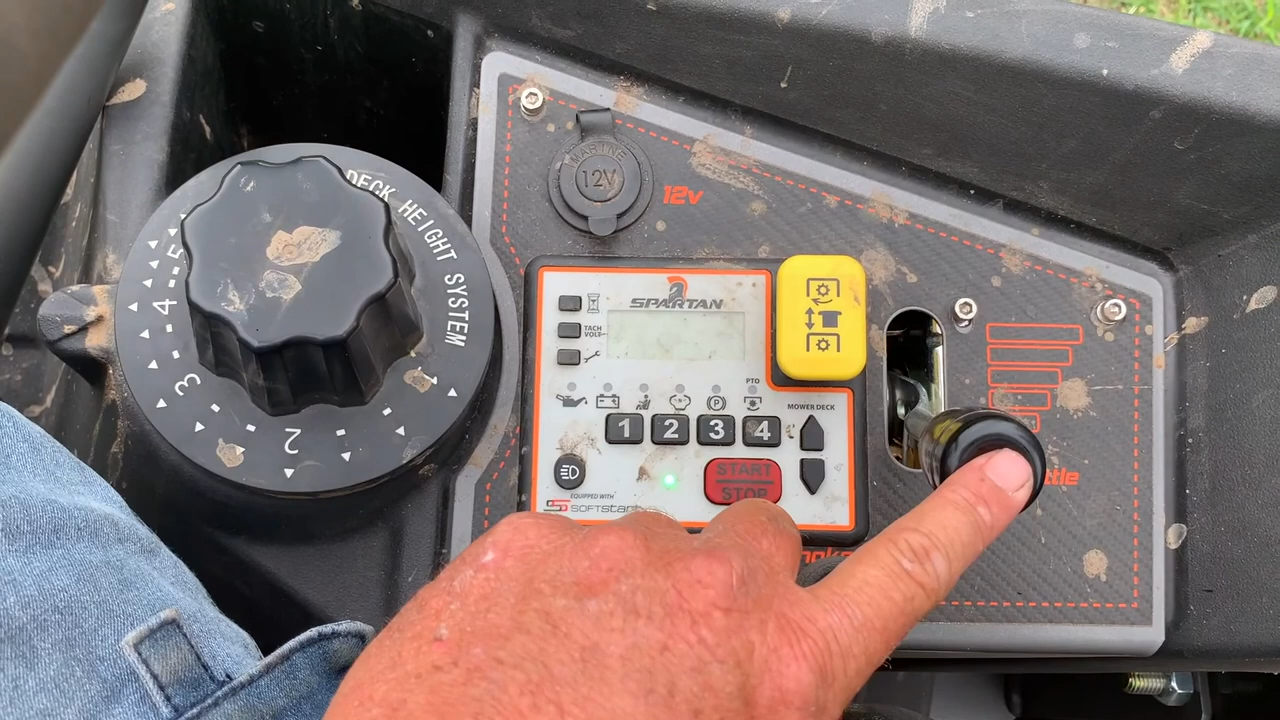 DECK HEIGHT SYSTEM
5
4
3
2
1
MARINE
12V
12v
SPARTAN
TACH
VOLT
PTO
P
MOWER DECK
1 2 3 4
START
STOP
EQUIPPED WITH
SOFTstart
ttle